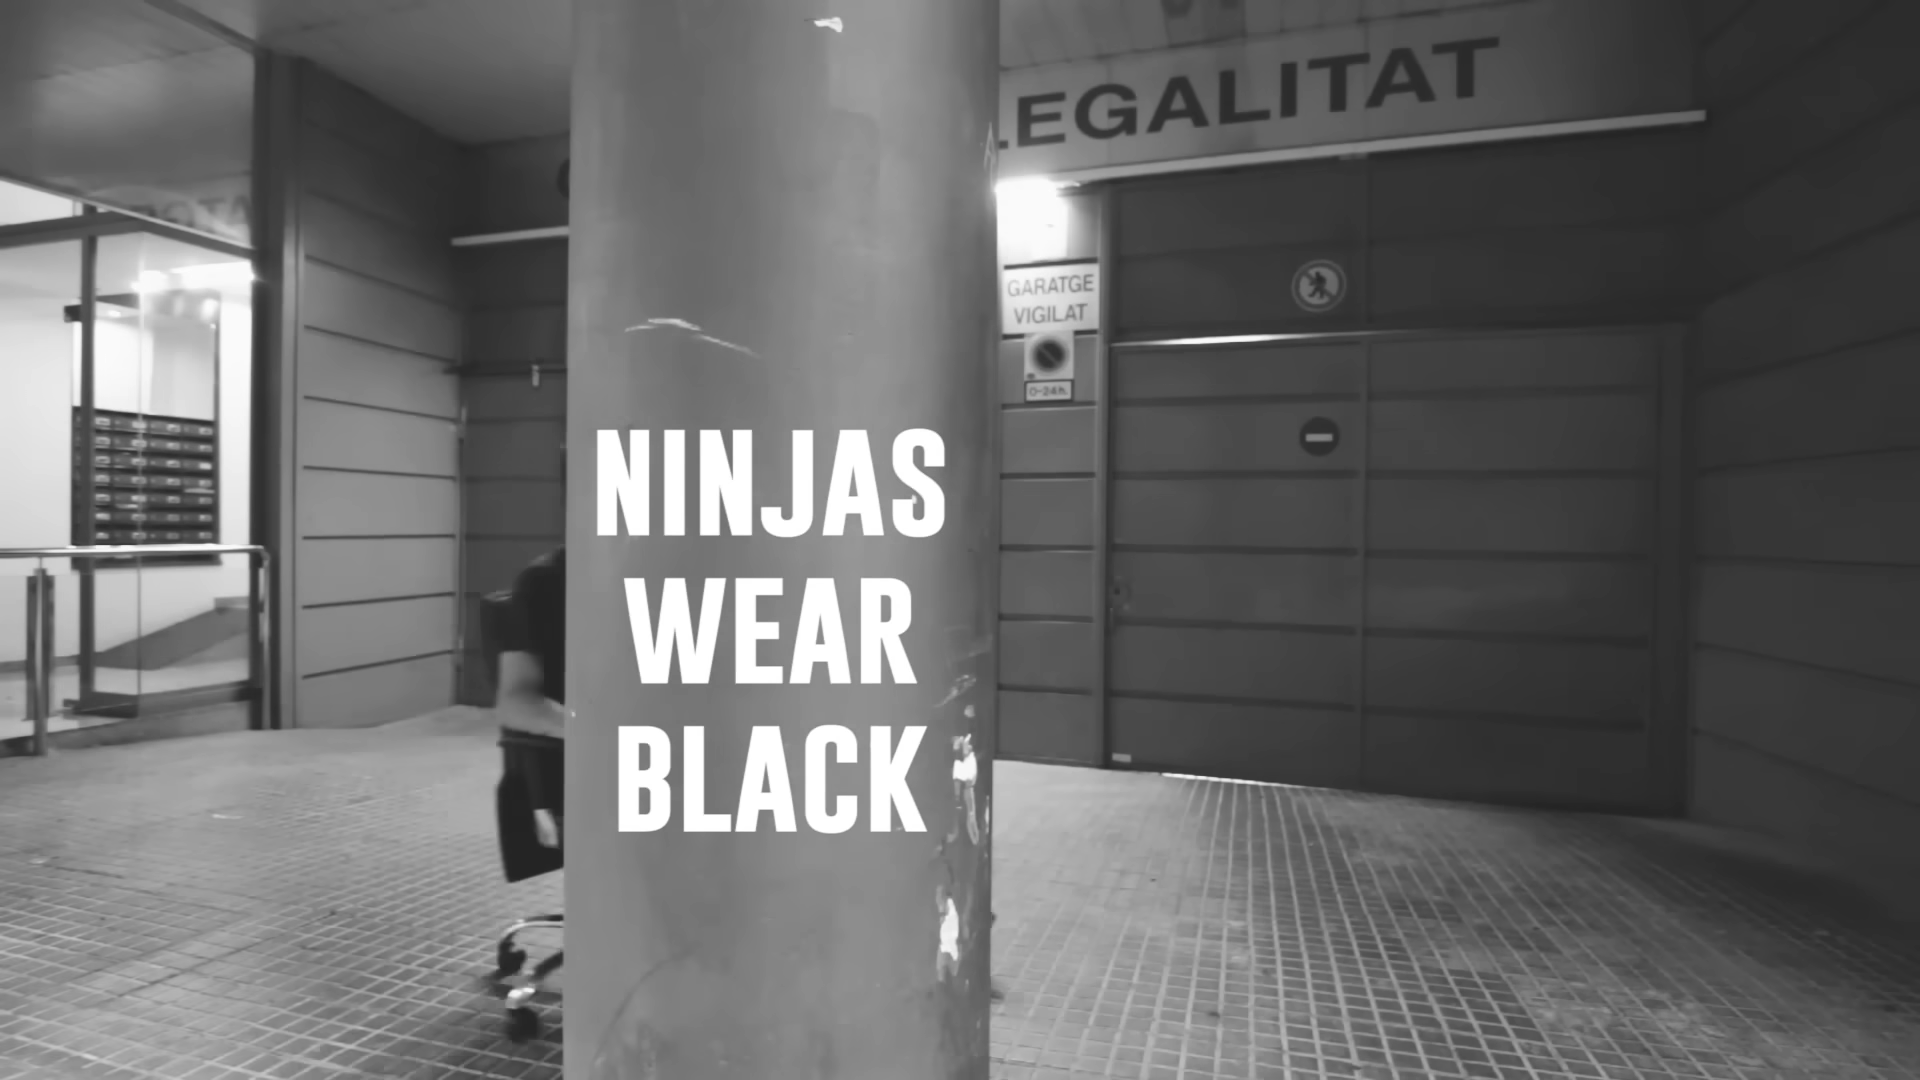 LEGALITAT
GARATGE
VIGILAT
0-24h.
NINJAS
WEAR
BLACK